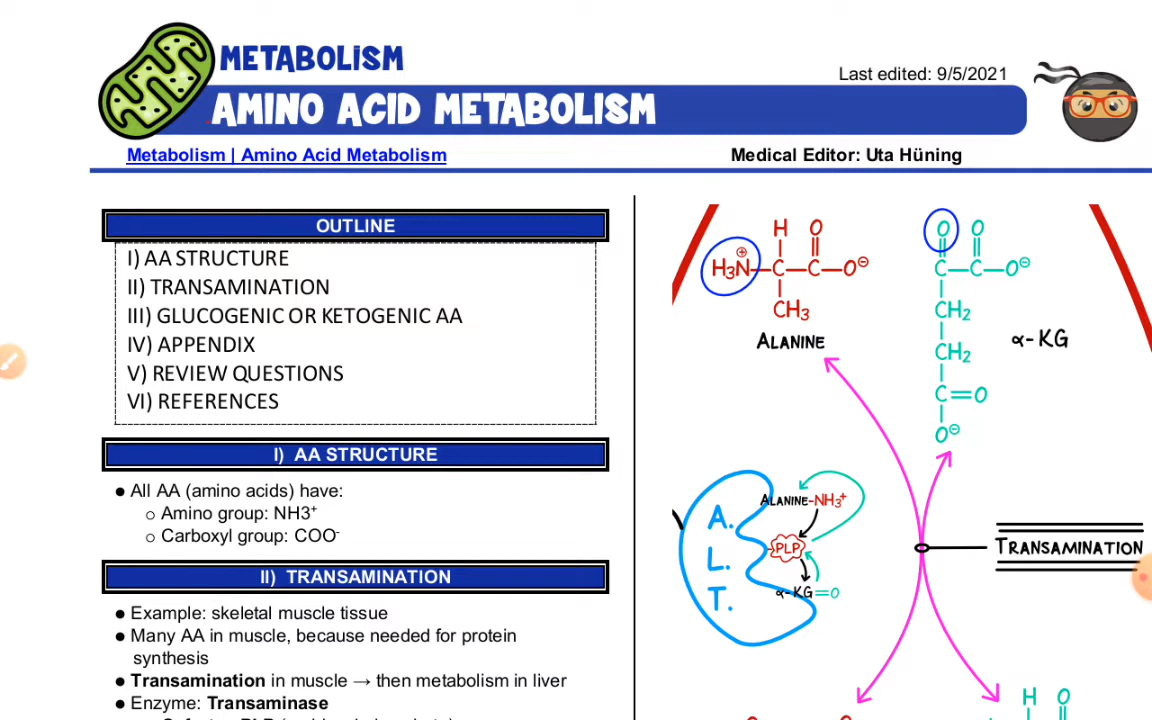 METABOLISM
AMINO ACID METABOLISM
Last edited: 9/5/2021
Metabolism | Amino Acid Metabolism
Medical Editor: Uta Hüning
OUTLINE
I) AA STRUCTURE
II) TRANSAMINATION
III) GLUCOGENIC OR KETOGENIC AA
IV) APPENDIX
V) REVIEW QUESTIONS
VI) REFERENCES
I) AA STRUCTURE
● All AA (amino acids) have:
o Amino group: NH3⁺
o Carboxyl group: COO⁻
II) TRANSAMINATION
● Example: skeletal muscle tissue
● Many AA in muscle, because needed for protein
synthesis
● Transamination in muscle → then metabolism in liver
● Enzyme: Transaminase
H O
H₃N⊕—C—C—O⊖
CH₃
ALANINE
O O
C—C—O⊖
CH₂
CH₂
C=O
O⊖
α-KG
A.
L.
T.
ALANINE-NH₃⁺
PLP
α-KG=O
TRANSAMINATION
H O